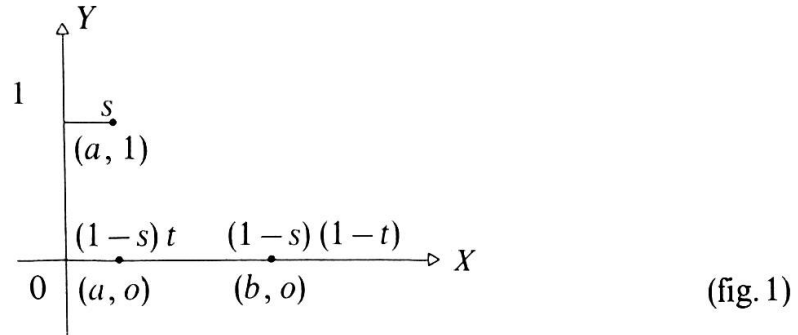 Y
1
s
(a, 1)
(1 − s) t (1 − s) (1 − t)
X
0 (a, o) (b, o)
(fig. 1)